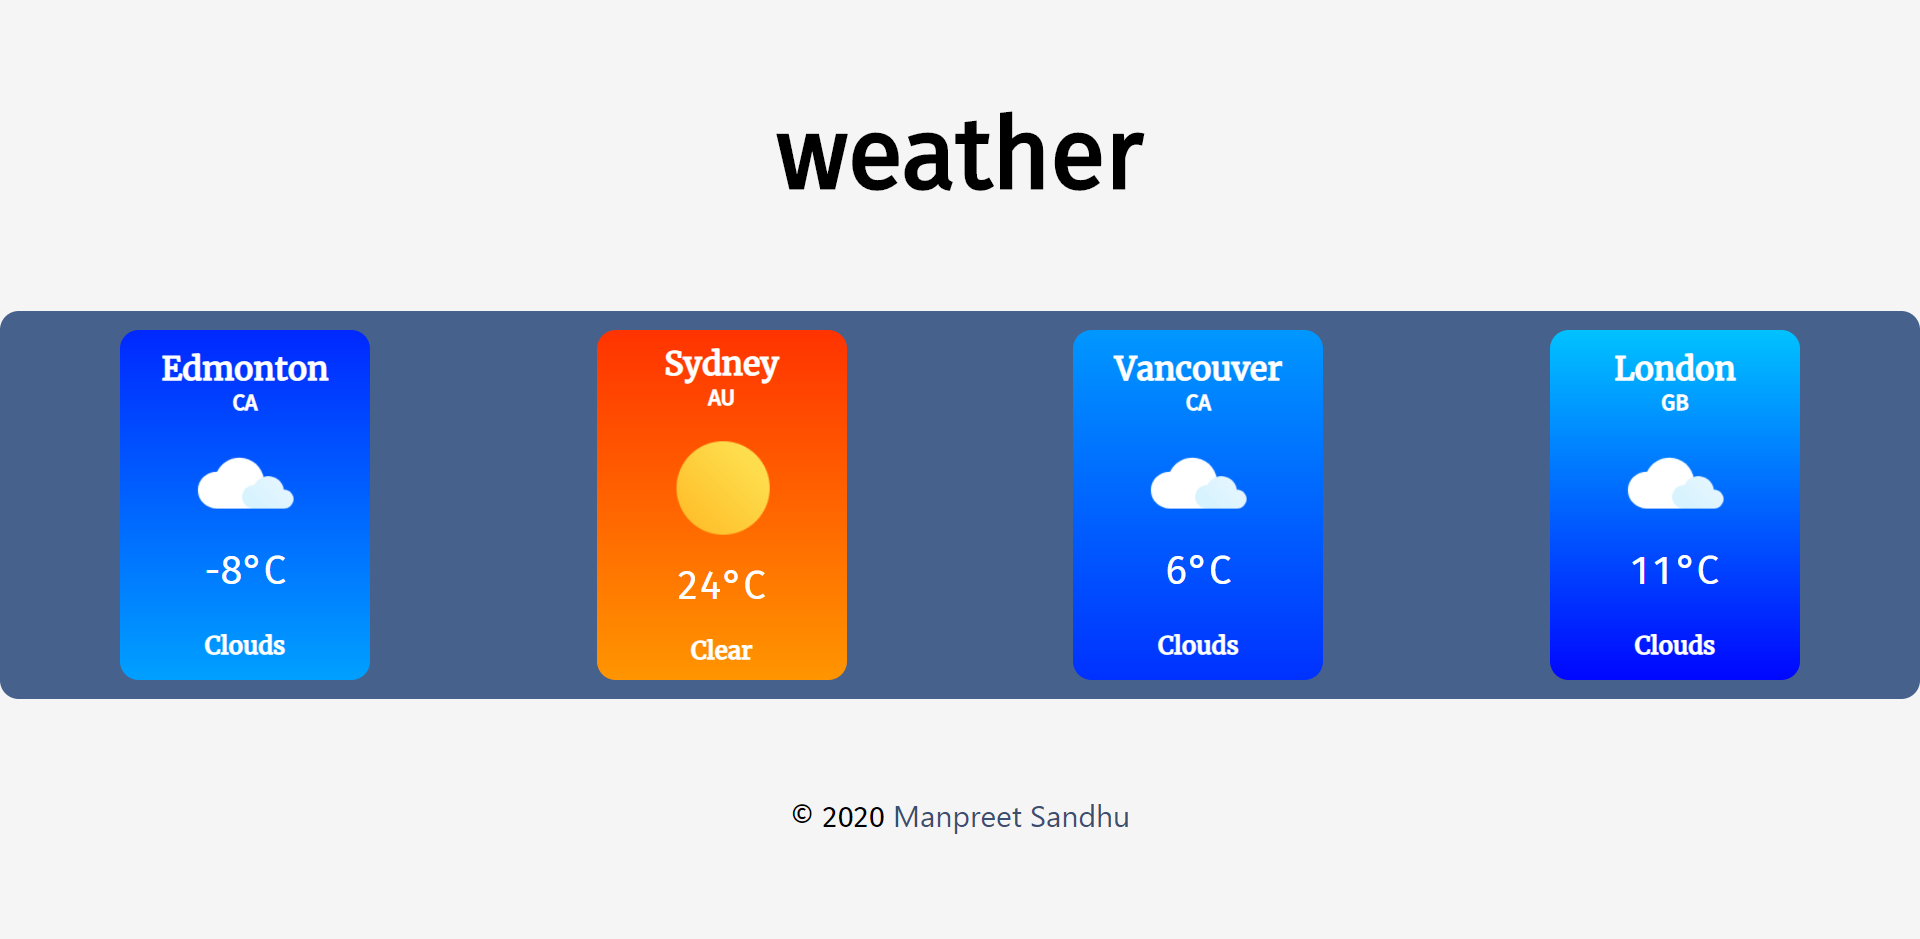 weather
Edmonton
CA
-8°C
Clouds
Sydney
AU
24°C
Clear
Vancouver
CA
6°C
Clouds
London
GB
11°C
Clouds
© 2020 Manpreet Sandhu